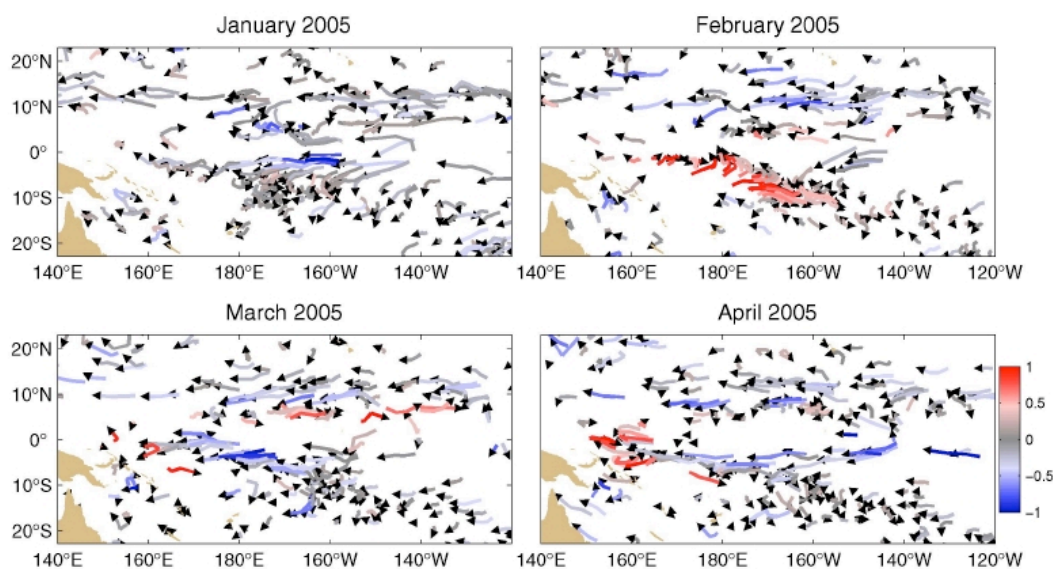 January 2005
February 2005
20°N
10°N
0°
10°S
20°S
140°E 160°E 180°W 160°W 140°W
140°E 160°E 180°W 160°W 140°W 120°W
March 2005
April 2005
20°N
10°N
0°
10°S
20°S
1
0.5
0
−0.5
−1
140°E 160°E 180°W 160°W 140°W
140°E 160°E 180°W 160°W 140°W 120°W